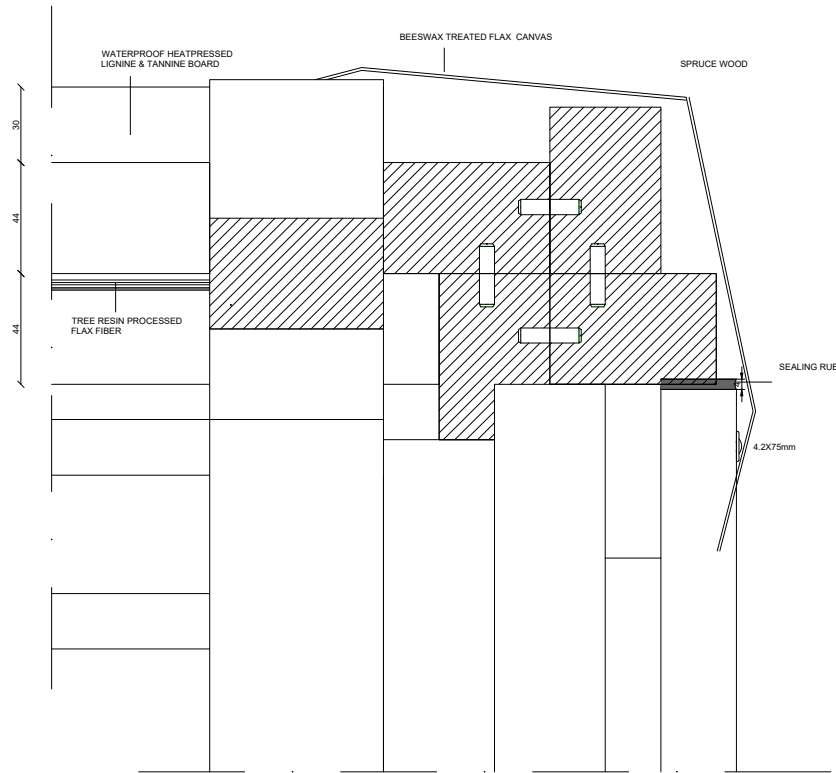 BEESWAX TREATED FLAX CANVAS
WATERPROOF HEATPRESSED
LIGNINE & TANNINE BOARD
SPRUCE WOOD
30
44
TREE RESIN PROCESSED
FLAX FIBER
44
SEALING RUB
4
4.2X75mm